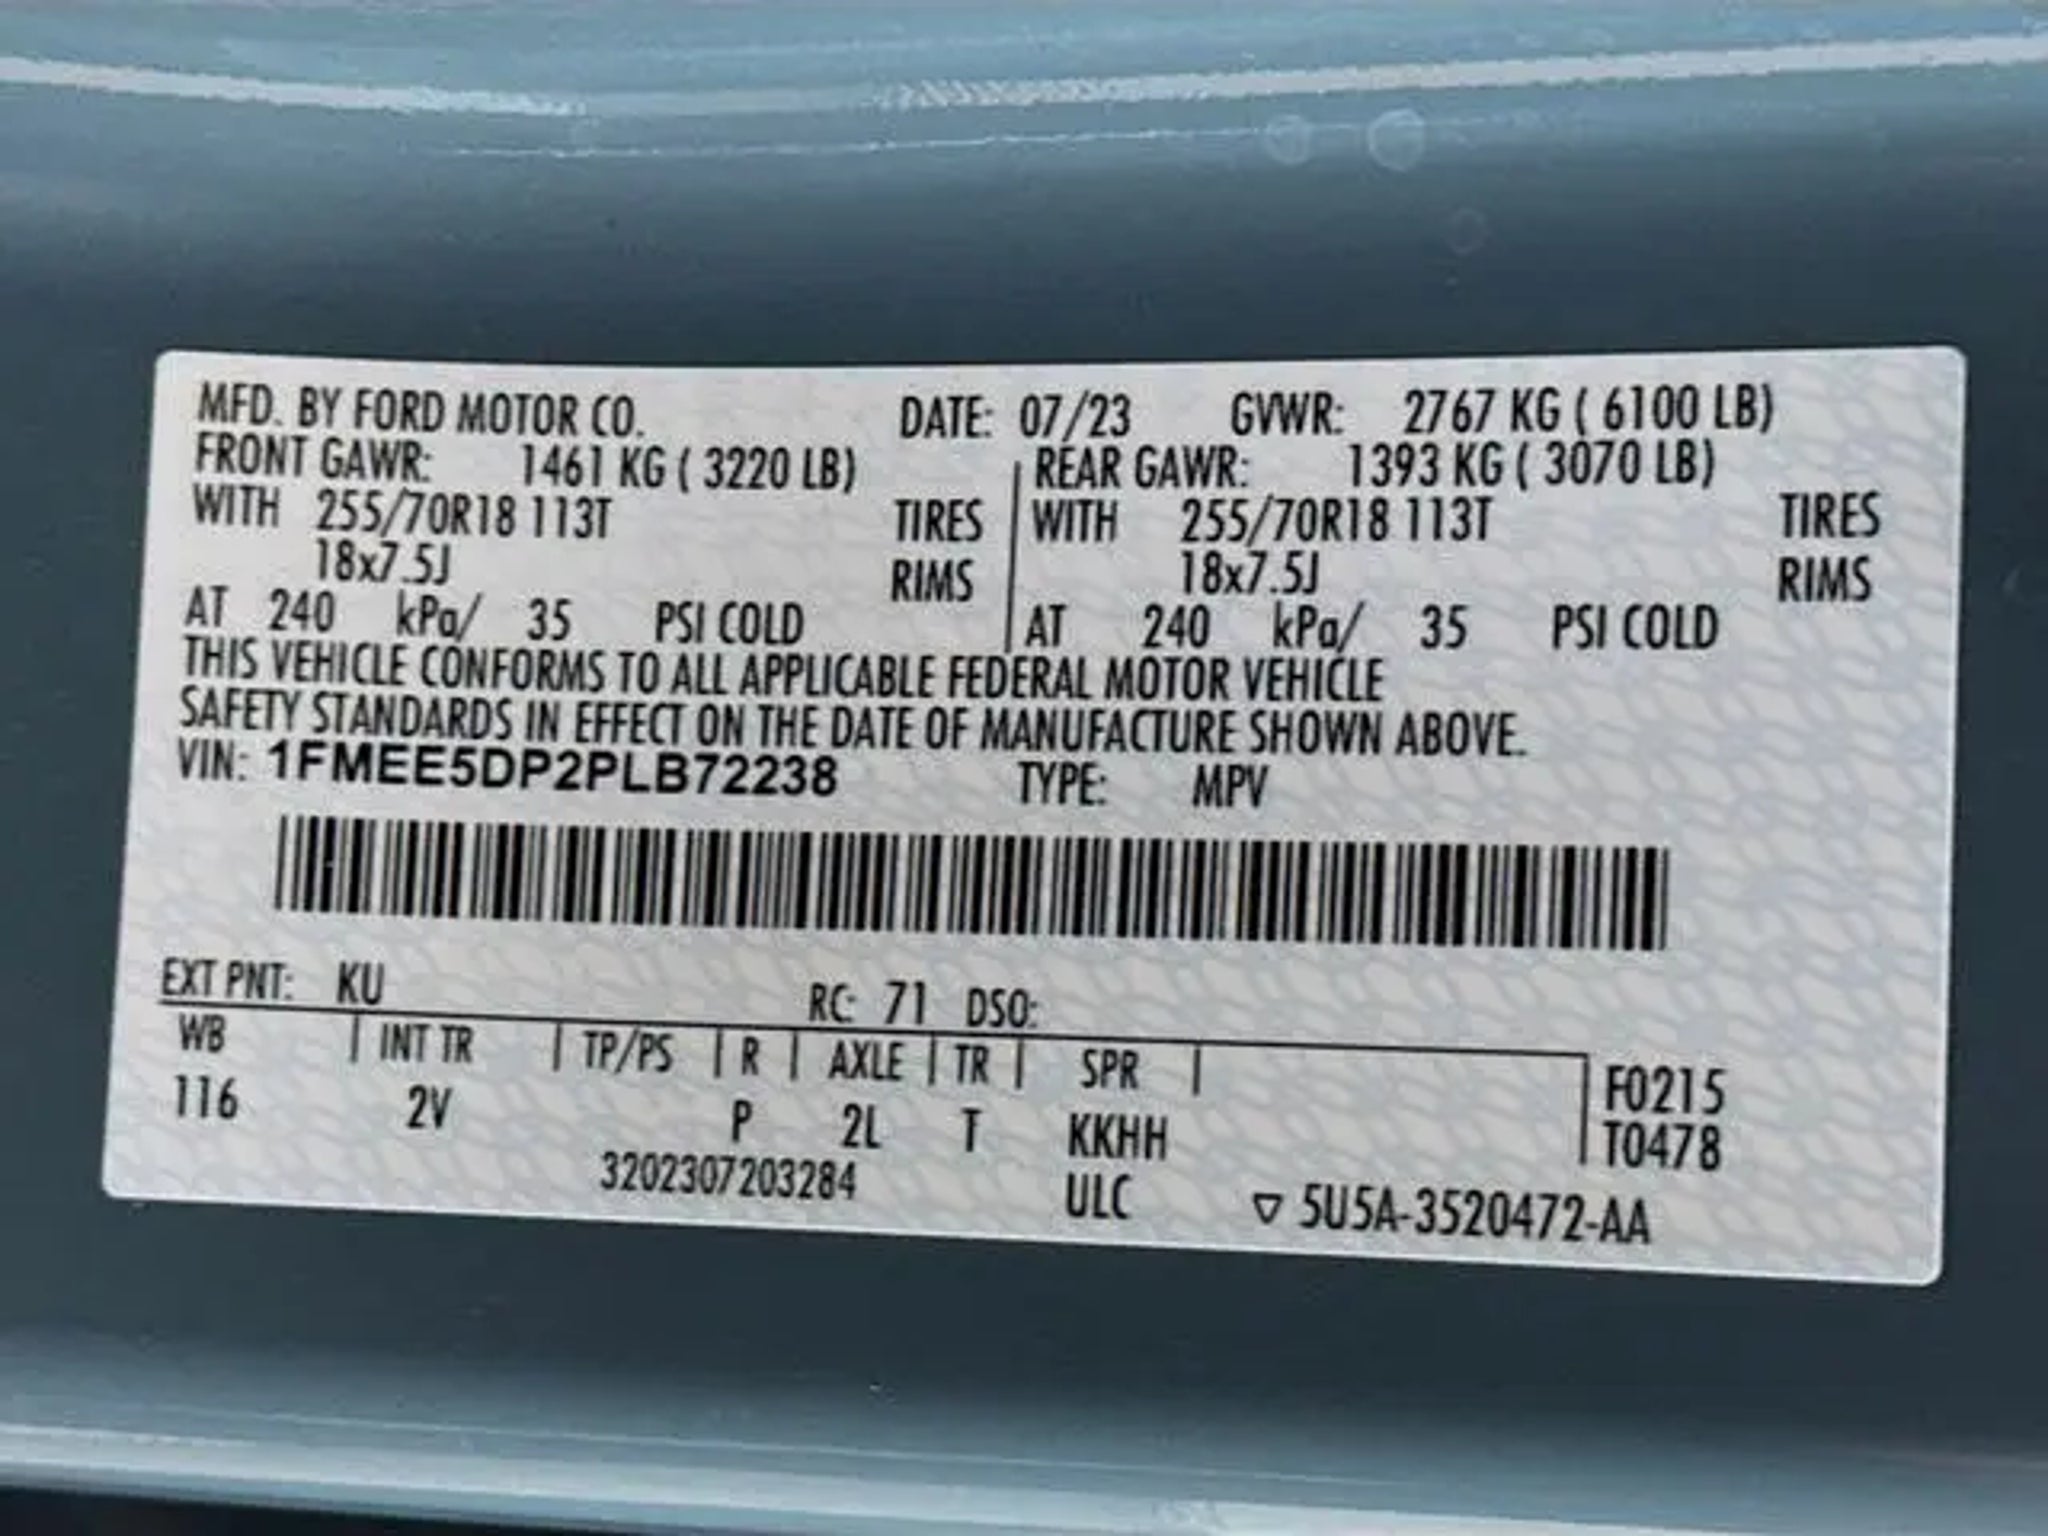 MFD. BY FORD MOTOR CO. DATE: 07/23 GVWR: 2767 KG ( 6100 LB)
FRONT GAWR: 1461 KG ( 3220 LB) REAR GAWR: 1393 KG ( 3070 LB)
WITH 255/70R18 113T TIRES WITH 255/70R18 113T TIRES
18x7.5J RIMS 18x7.5J RIMS
AT 240 kPa/ 35 PSI COLD AT 240 kPa/ 35 PSI COLD
THIS VEHICLE CONFORMS TO ALL APPLICABLE FEDERAL MOTOR VEHICLE
SAFETY STANDARDS IN EFFECT ON THE DATE OF MANUFACTURE SHOWN ABOVE.
VIN: 1FMEE5DP2PLB72238 TYPE: MPV
EXT PNT: KU RC: 71 DSO:
WB | INT TR | TP/PS | R | AXLE | TR | SPR | F0215
116 2V P 2L T KKHH T0478
3202307203284 ULC ▽ 5U5A-3520472-AA